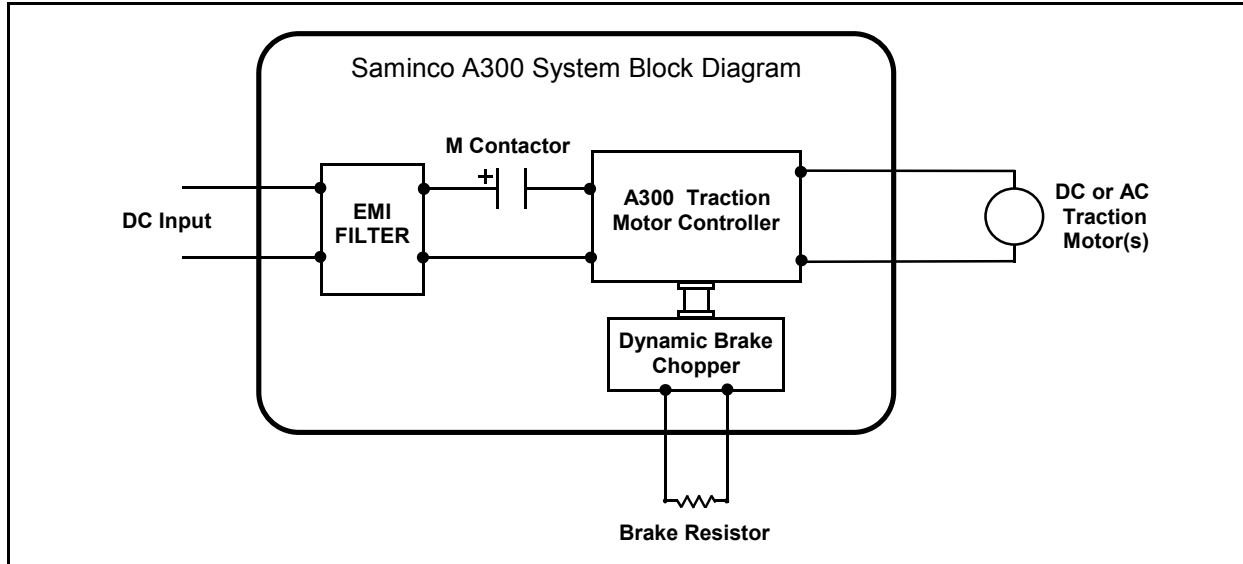 Saminco A300 System Block Diagram
M Contactor
+
DC Input
EMI
FILTER
A300 Traction
Motor Controller
DC or AC
Traction
Motor(s)
Dynamic Brake
Chopper
Brake Resistor